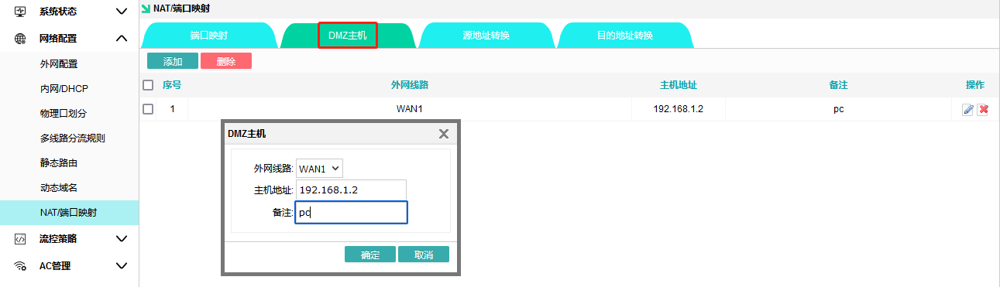 系统状态
网络配置
外网配置
内网/DHCP
物理口划分
多线路分流规则
静态路由
动态域名
NAT/端口映射
流控策略
AC管理
NAT/端口映射
端口映射 DMZ主机 源地址转换 目的地址转换
添加 删除
序号 外网线路 主机地址 备注 操作
1 WAN1 192.168.1.2 pc
DMZ主机
外网线路: WAN1
主机地址: 192.168.1.2
备注: pc
确定 取消